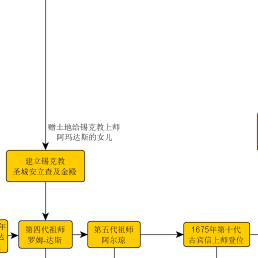 赠土地给锡克教上师
阿玛达斯的女儿
建立锡克教
圣城安立查及金殿
年
达
第四代祖师
罗姆-达斯
第五代祖师
阿尔琼
1675年第十代
古宾信上师登位